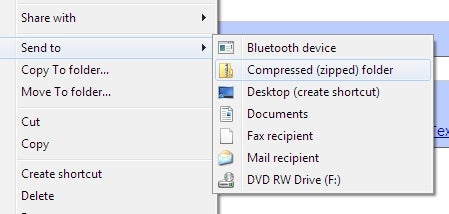 Share with
Send to
Copy To folder...
Move To folder...
Cut
Copy
Create shortcut
Delete
Bluetooth device
Compressed (zipped) folder
Desktop (create shortcut)
Documents
Fax recipient
Mail recipient
DVD RW Drive (F:)